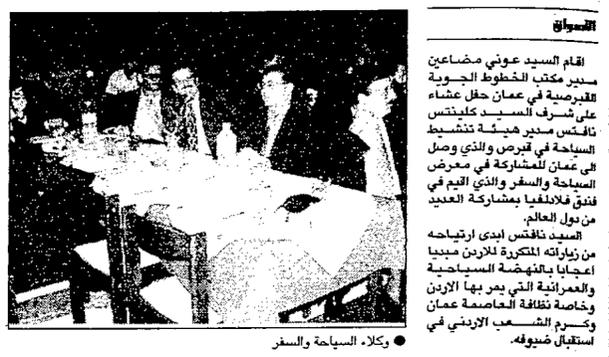 اقام السيد عوني مضاعين
مدير مكتب الخطوط الجوية
القبرصية في عمان حفل عشاء
على شرف السيد كلينتس
نافتس مدير هيئة تنشيط
السياحة في قبرص والذي وصل
الى عمان للمشاركة في معرض
السياحة والسفر والذي اقيم في
فندق فلادلفيا بمشاركة العديد
من دول العالم.
السيد نافتس ابدى ارتياحه
من زياراته المتكررة للاردن مبديا
اعجابا بالنهضة السياحية
والعمرانية التي يمر بها الاردن
وخاصة نظافة العاصمة عمان
وكرم الشعب الاردني في
استقبال ضيوفه.
● وكلاء السياحة والسفر